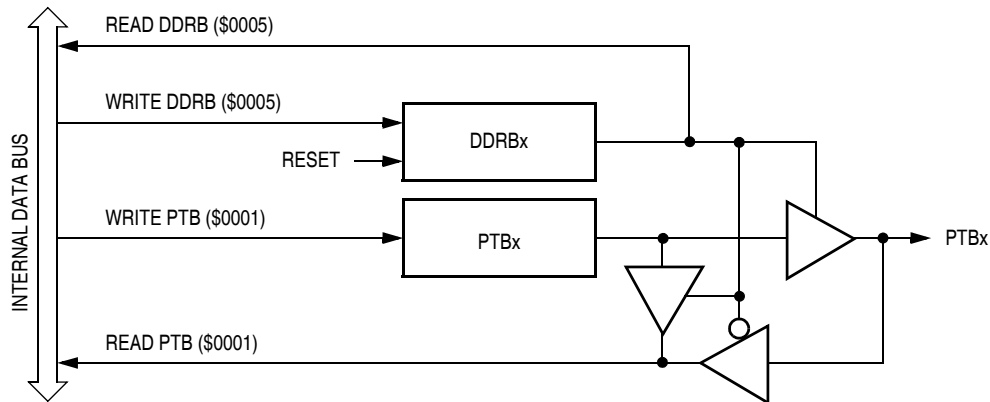 READ DDRB ($0005)
WRITE DDRB ($0005)
DDRBx
RESET
WRITE PTB ($0001)
PTBx
PTBx
READ PTB ($0001)
INTERNAL DATA BUS